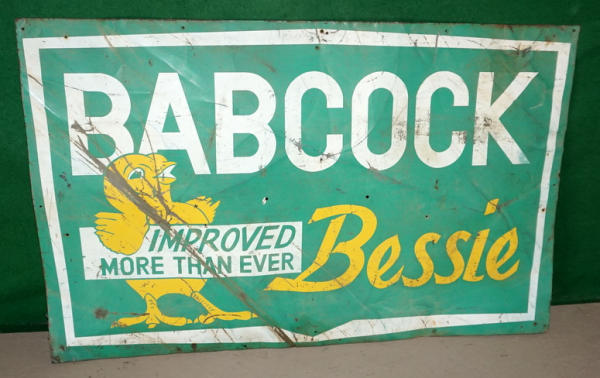 BABCOCK
IMPROVED
MORE THAN EVER
Bessie